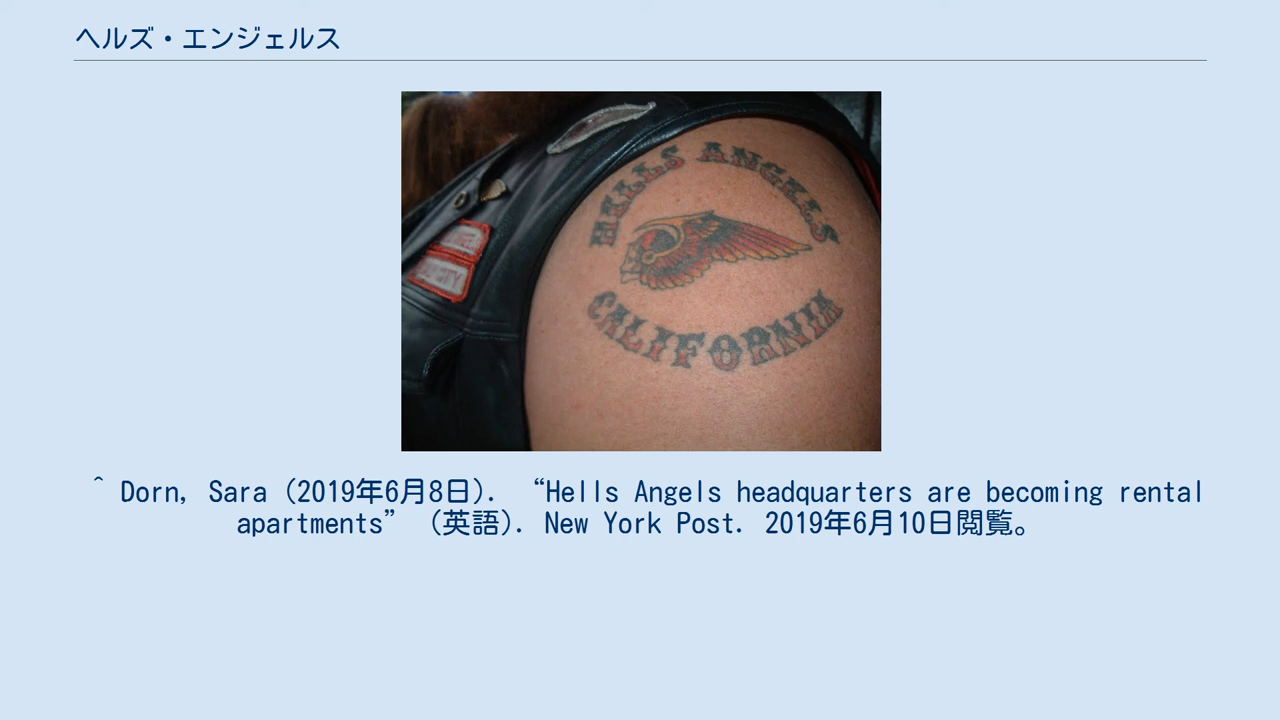 ヘルズ・エンジェルス
HELLS ANGELS
CALIFORNIA
^ Dorn, Sara (2019年6月8日). “Hells Angels headquarters are becoming rental
apartments” (英語). New York Post. 2019年6月10日閲覧。